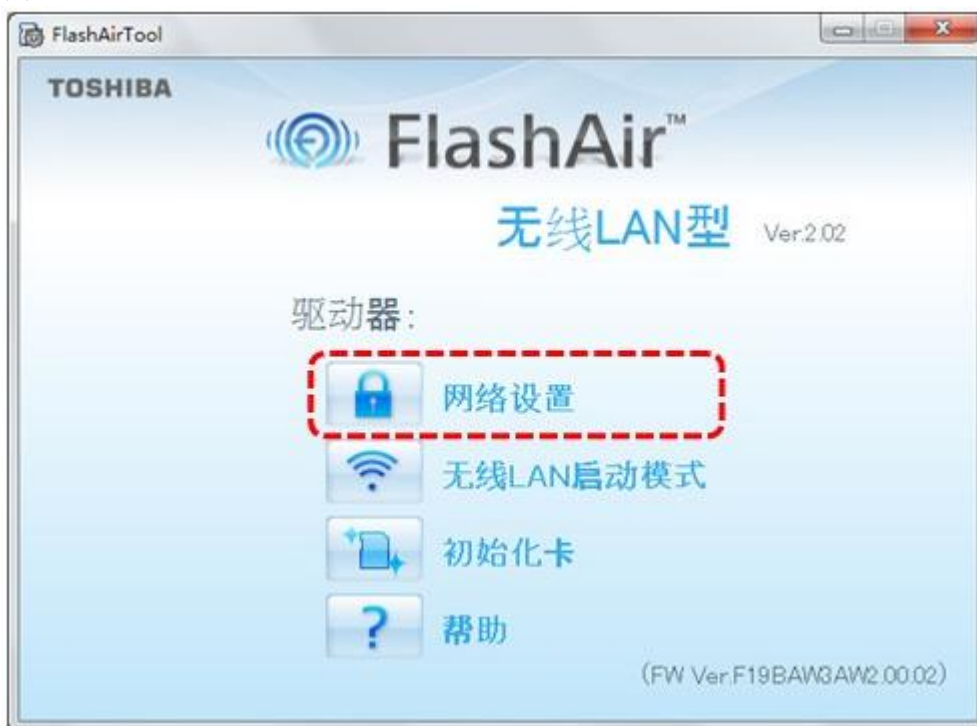 FlashAirTool
TOSHIBA
FlashAir™
无线LAN型 Ver.2.02
驱动器:
网络设置
无线LAN启动模式
初始化卡
帮助
(FW Ver.F19BAW3AW2.00.02)